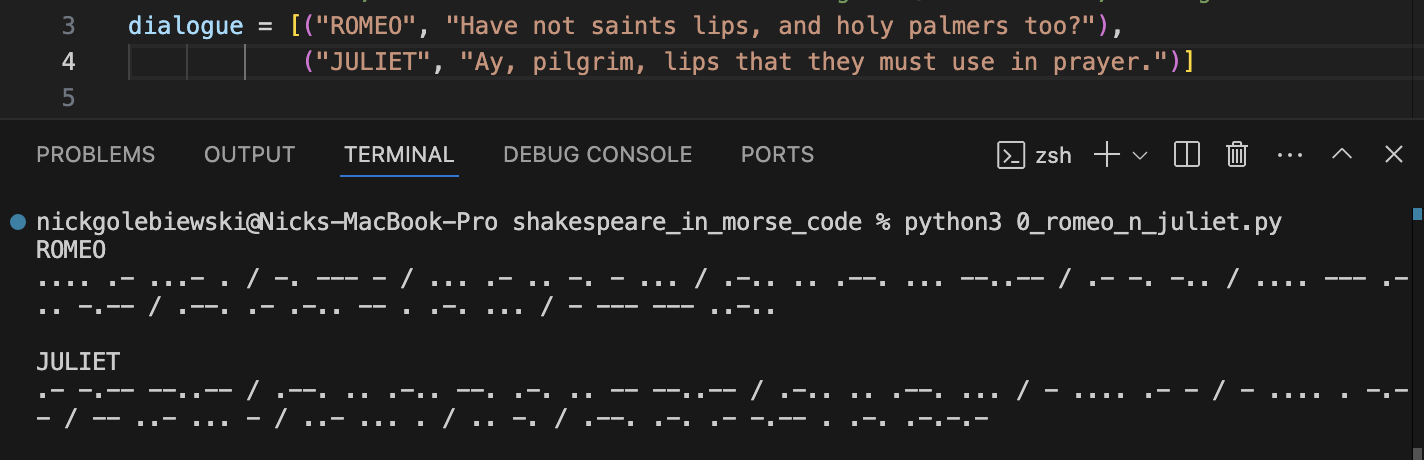 3 dialogue = [("ROMEO", "Have not saints lips, and holy palmers too?"),
4 ("JULIET", "Ay, pilgrim, lips that they must use in prayer.")]
5
PROBLEMS OUTPUT TERMINAL DEBUG CONSOLE PORTS zsh
nickgolebiewski@Nicks-MacBook-Pro shakespeare_in_morse_code % python3 0_romeo_n_juliet.py
ROMEO
.... .- ...- . / -. --- - / ... .- .. -. - ... / .-.. .. .--. ... --..-- / .- -. -.. / .... --- .-
.. -.-- / .--. .- .-.. -- . .-. ... / - --- --- ..--..
JULIET
.- -.-- --..-- / .--. .. .-.. --. .-. .. -- --..-- / .-.. .. .--. ... / - .... .- - / - .... . -.-
- / -- ..- ... - / ..- ... . / .. -. / .--. .-. .- -.-- . .-. .-.-.-